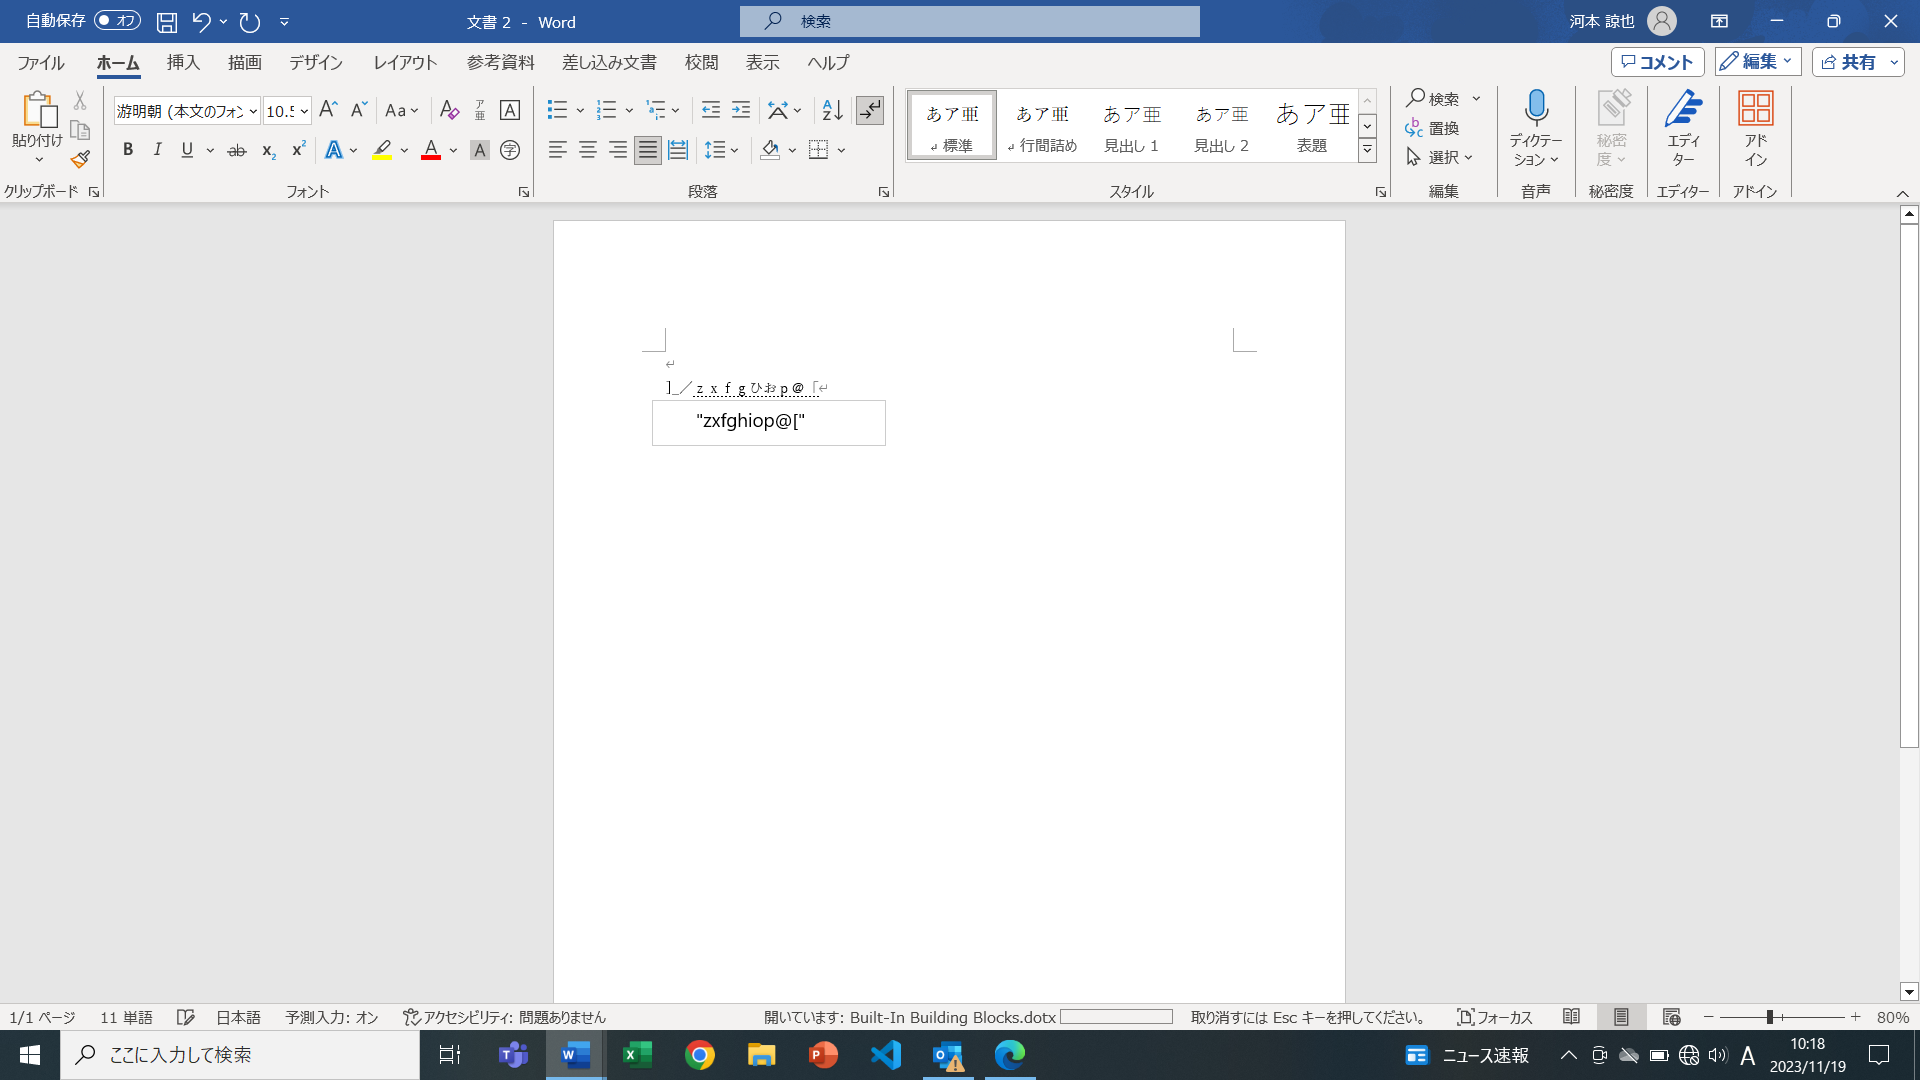 自動保存 オフ 文書 2 - Word 検索 河本 諒也
ファイル ホーム 挿入 描画 デザイン レイアウト 参考資料 差し込み文書 校閲 表示 ヘルプ コメント 編集 共有
貼り付け
クリップボード
游明朝 (本文のフォン 10.5 A A Aa A ア亜 A
B I U ab x₂ x² A A A 字
フォント
段落
あア亜 標準
あア亜 行間詰め
あア亜 見出し 1
あア亜 見出し 2
あア亜 表題
スタイル
検索
置換
選択
編集
ディクテー
ション
音声
秘密
度
秘密度
エディ
ター
エディター
アド
イン
アドイン
]_／ｚｘｆｇひおｐ＠「
"zxfghiop@["
1/1 ページ 11 単語 日本語 予測入力: オン アクセシビリティ: 問題ありません 開いています: Built-In Building Blocks.dotx 取り消すには Esc キーを押してください。 フォーカス 80%
ここに入力して検索 ニュース速報 A 10:18
2023/11/19